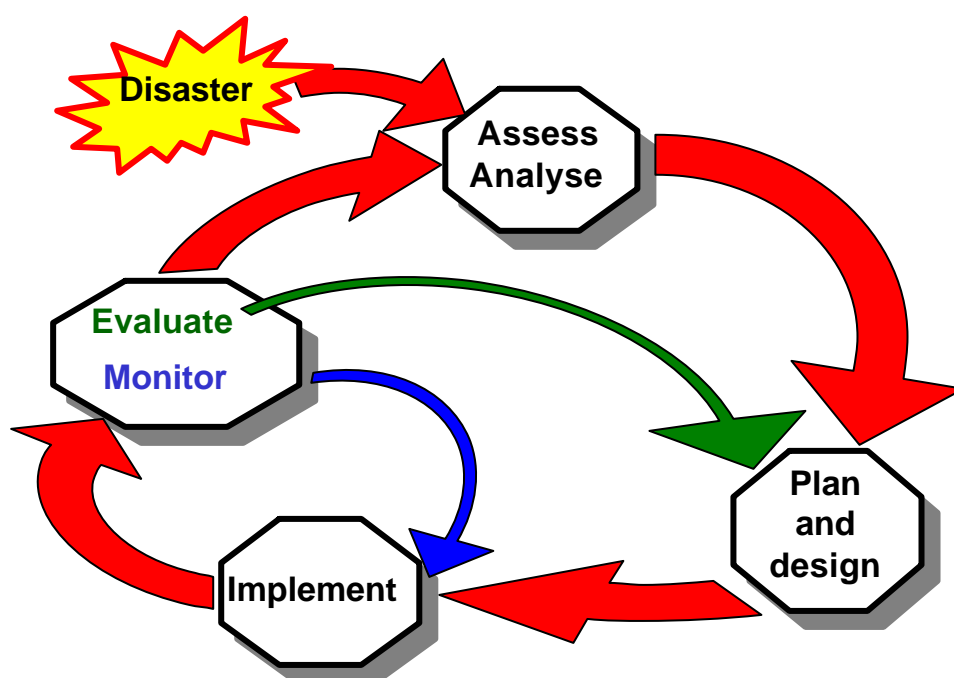 Disaster
Assess
Analyse
Evaluate
Monitor
Plan
and
design
Implement